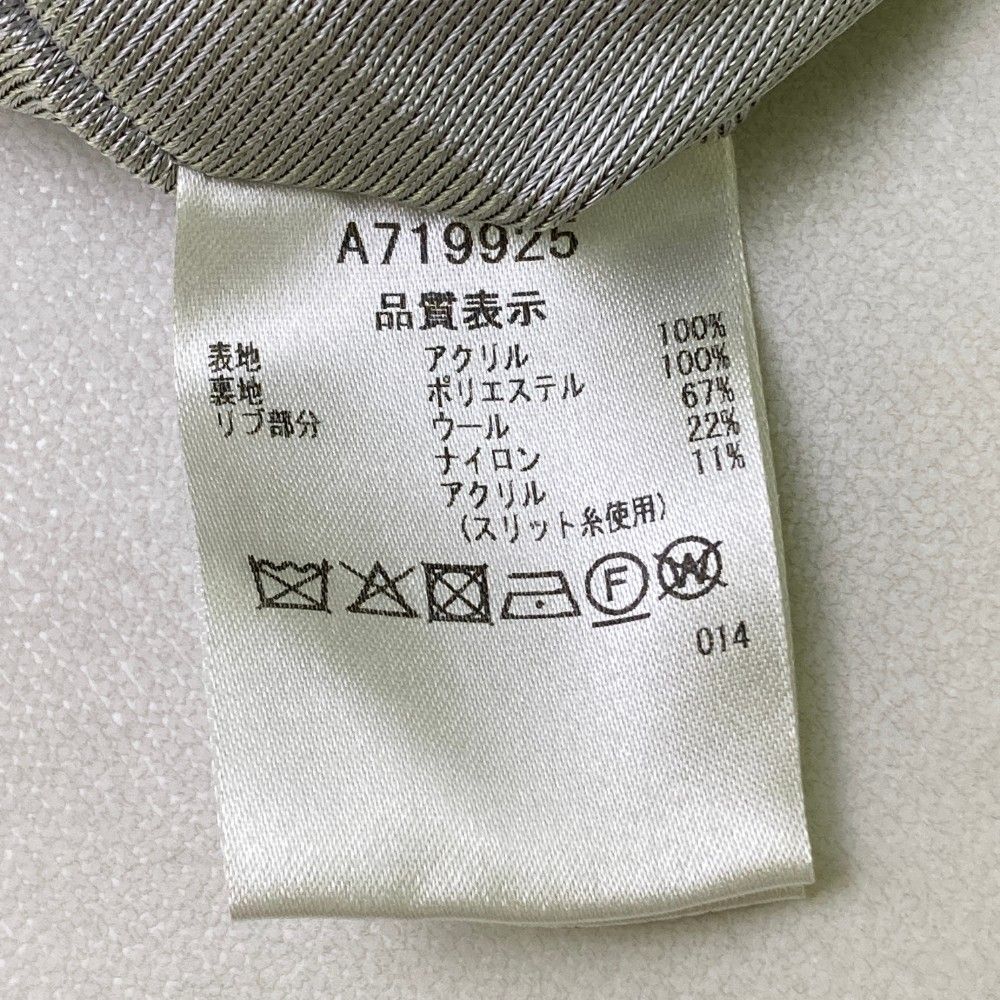 A719925
品質表示
表地 アクリル 100%
裏地 ポリエステル 100%
リブ部分 ウール 67%
ナイロン 22%
アクリル 11%
(スリット糸使用)
F W
014